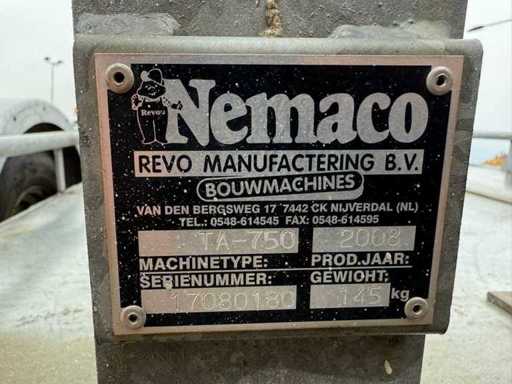 Revo's
Nemaco
REVO MANUFACTERING B.V.
BOUWMACHINES
VAN DEN BERGSWEG 17 7442 CK NIJVERDAL (NL)
TEL.: 0548-614545 FAX: 0548-614595
TA-750 2008
MACHINETYPE: PROD.JAAR:
SERIENUMMER: GEWIOHT:
17080180 145 kg